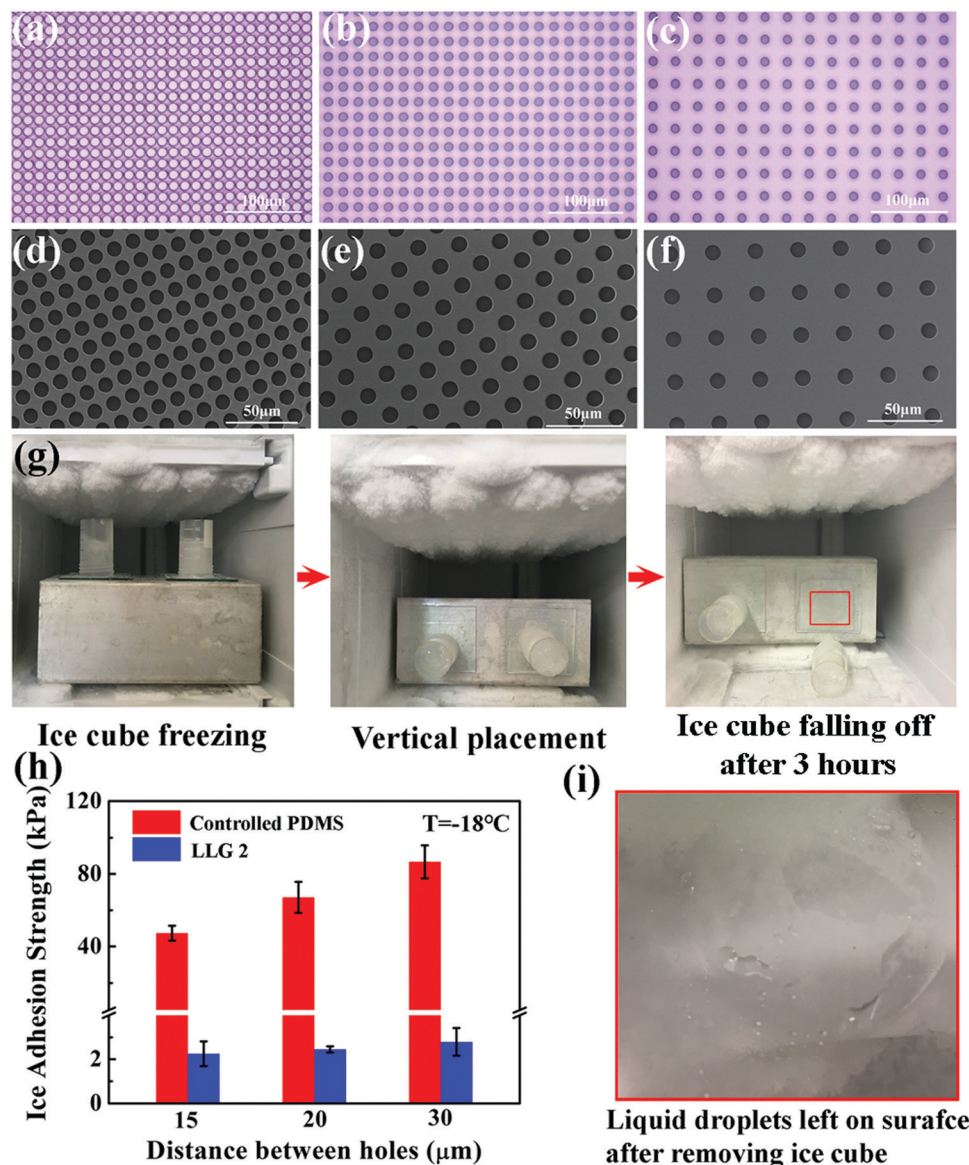 (a)
(b)
(c)
100μm
100μm
100μm
(d)
(e)
(f)
50μm
50μm
50μm
(g)
Ice cube freezing
Vertical placement
Ice cube falling off
after 3 hours
(h)
Ice Adhesion Strength (kPa)
120
80
40
2
0
Controlled PDMS
LLG 2
T=-18°C
15
20
30
Distance between holes (μm)
(i)
Liquid droplets left on surafce
after removing ice cube